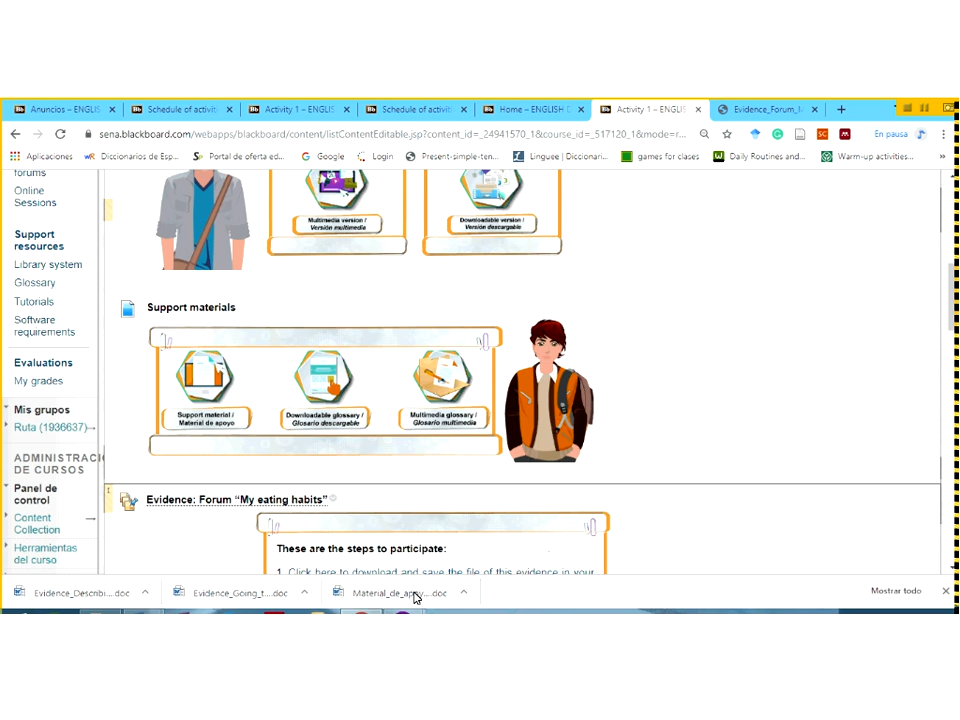 Anuncios – ENGLIS
Schedule of activiti
Activity 1 – ENGLIS
Schedule of activiti
Home – ENGLISH
Activity 1 – ENGLIS
Evidence_Forum_
sena.blackboard.com/webapps/blackboard/content/listContentEditable.jsp?content_id=_24941570_1&course_id=_517120_1&mode=r...
En pausa
Aplicaciones
Diccionarios de Esp...
Portal de oferta ed...
Google
Login
Present-simple-ten...
Linguee | Diccionari...
games for clases
Daily Routines and...
Warm-up activities...
»
forums
Online
Sessions
Support
resources
Library system
Glossary
Tutorials
Software
requirements
Evaluations
My grades
Mis grupos
Ruta (1936637)
ADMINISTRACI
DE CURSOS
Panel de
control
Content
Collection
Herramientas
del curso
Multimedia version /
Versión multimedia
Downloadable version /
Versión descargable
Support materials
Support material /
Material de apoyo
Downloadable glossary /
Glosario descargable
Multimedia glossary /
Glosario multimedia
Evidence: Forum “My eating habits”
These are the steps to participate:
1. Click here to download and save the file of this evidence in your
Evidence_Describi....doc
Evidence_Going_t....doc
Material_de_apoy....doc
Mostrar todo